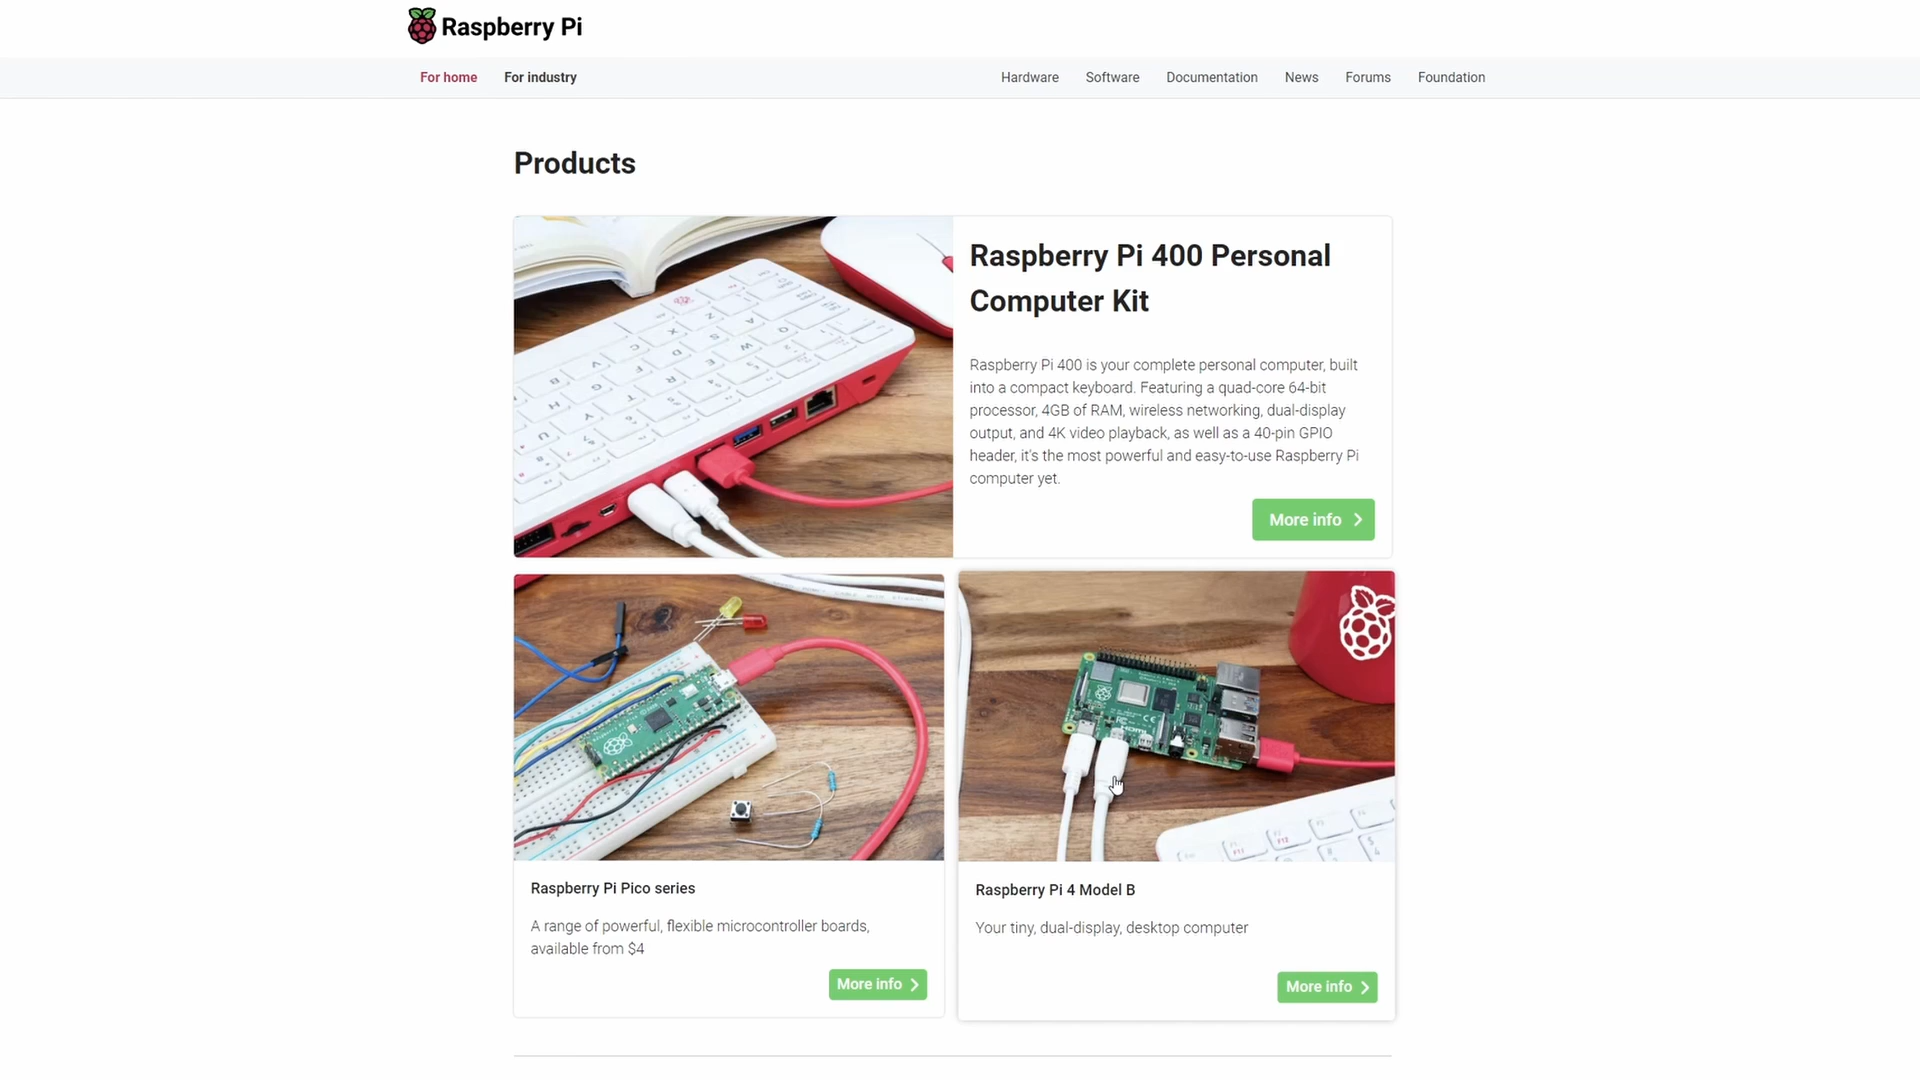 Raspberry Pi
For home
For industry
Hardware
Software
Documentation
News
Forums
Foundation
Products
Raspberry Pi 400 Personal
Computer Kit
Raspberry Pi 400 is your complete personal computer, built
into a compact keyboard. Featuring a quad-core 64-bit
processor, 4GB of RAM, wireless networking, dual-display
output, and 4K video playback, as well as a 40-pin GPIO
header, it's the most powerful and easy-to-use Raspberry Pi
computer yet.
More info
Raspberry Pi Pico series
A range of powerful, flexible microcontroller boards,
available from $4
More info
Raspberry Pi 4 Model B
Your tiny, dual-display, desktop computer
More info